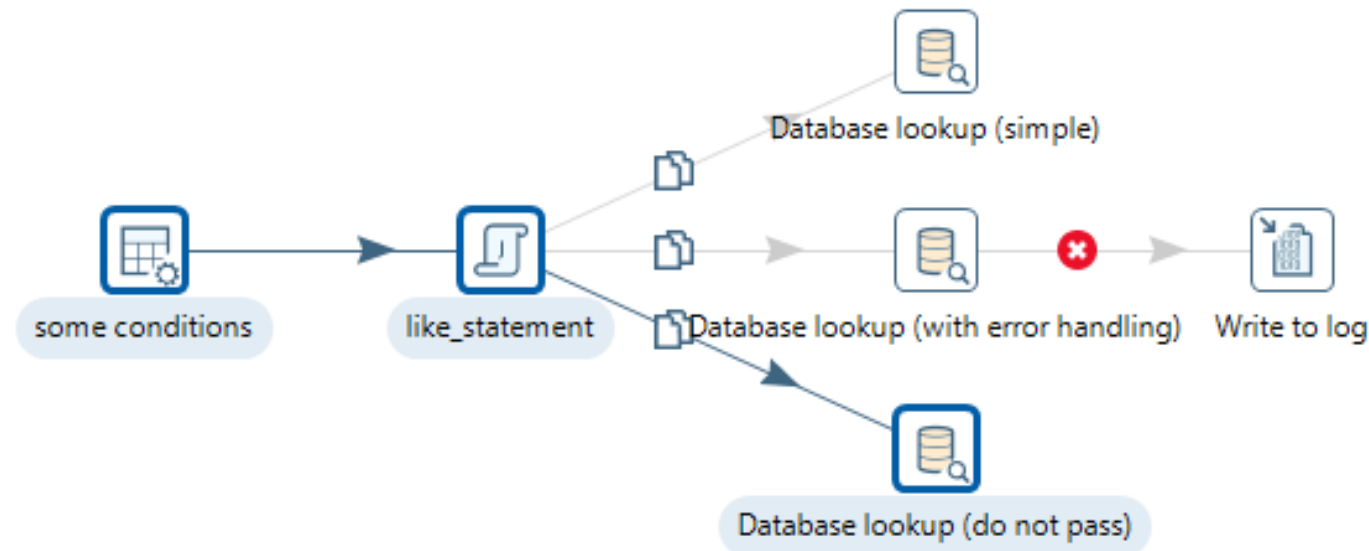 Database lookup (simple)
some conditions
like_statement
Database lookup (with error handling)
Write to log
Database lookup (do not pass)